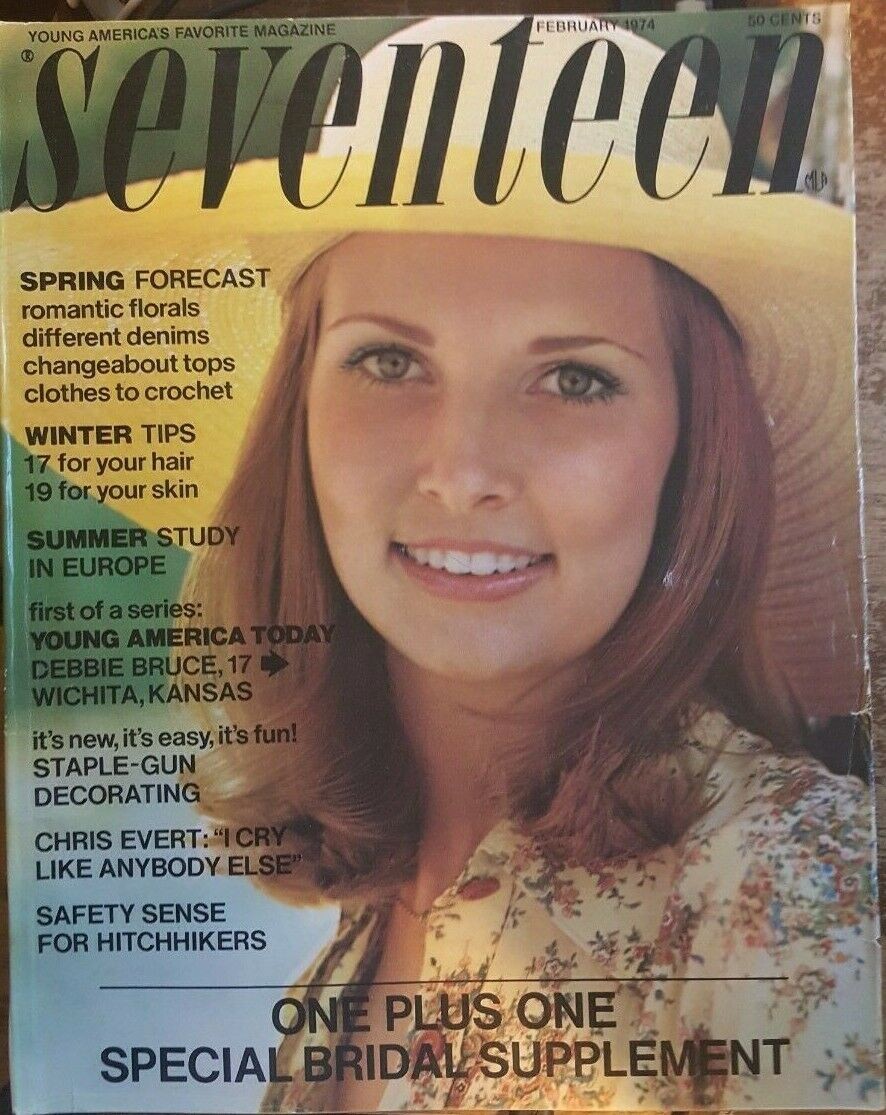 YOUNG AMERICA'S FAVORITE MAGAZINE
FEBRUARY 1974
50 CENTS
®
seventeen
SPRING FORECAST
romantic florals
different denims
changeabout tops
clothes to crochet
WINTER TIPS
17 for your hair
19 for your skin
SUMMER STUDY
IN EUROPE
first of a series:
YOUNG AMERICA TODAY
DEBBIE BRUCE, 17
WICHITA, KANSAS
it's new, it's easy, it's fun!
STAPLE-GUN
DECORATING
CHRIS EVERT: "I CRY
LIKE ANYBODY ELSE"
SAFETY SENSE
FOR HITCHHIKERS
ONE PLUS ONE
SPECIAL BRIDAL SUPPLEMENT